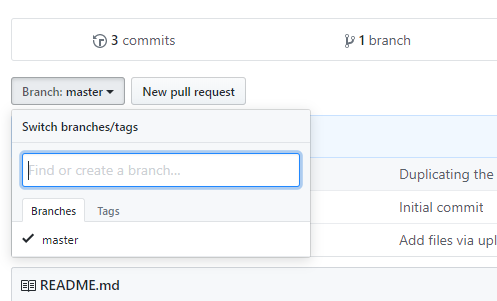 3 commits
1 branch
Branch: master
New pull request
Switch branches/tags
Find or create a branch...
Branches
Tags
master
Duplicating the
Initial commit
Add files via upl
README.md